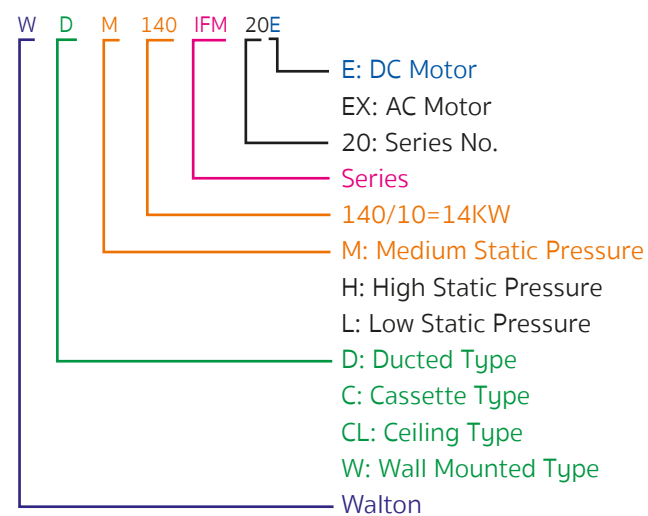 W D M 140 IFM 20E
E: DC Motor
EX: AC Motor
20: Series No.
Series
140/10=14KW
M: Medium Static Pressure
H: High Static Pressure
L: Low Static Pressure
D: Ducted Type
C: Cassette Type
CL: Ceiling Type
W: Wall Mounted Type
Walton